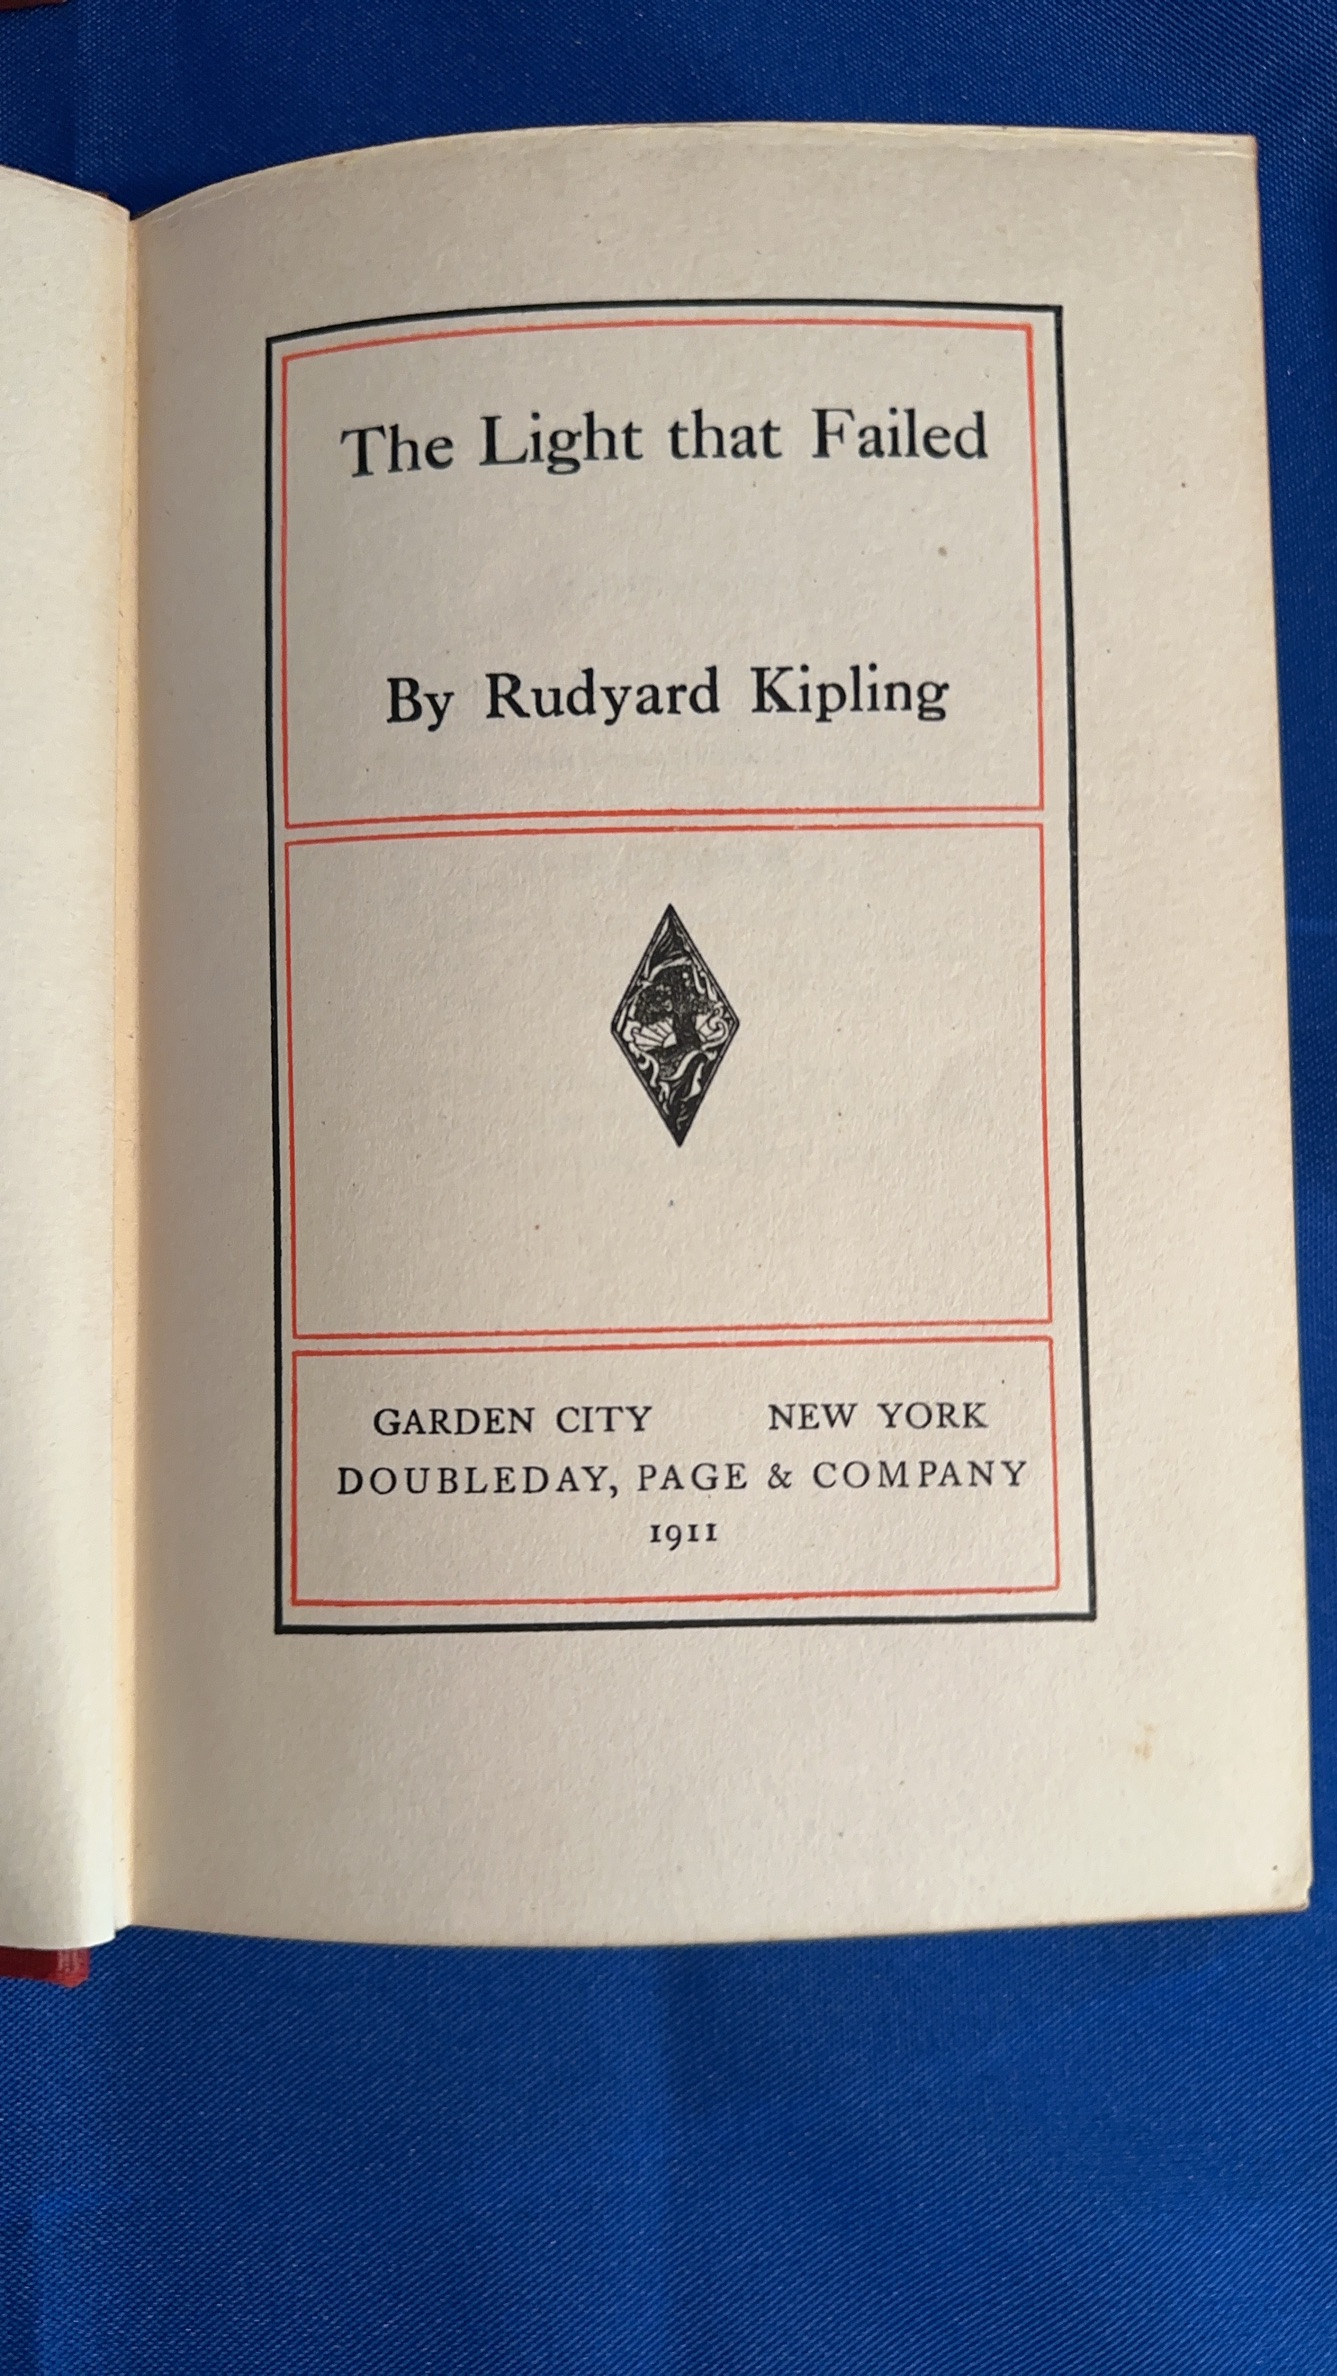 The Light that Failed
By Rudyard Kipling
GARDEN CITY NEW YORK
DOUBLEDAY, PAGE & COMPANY
1911